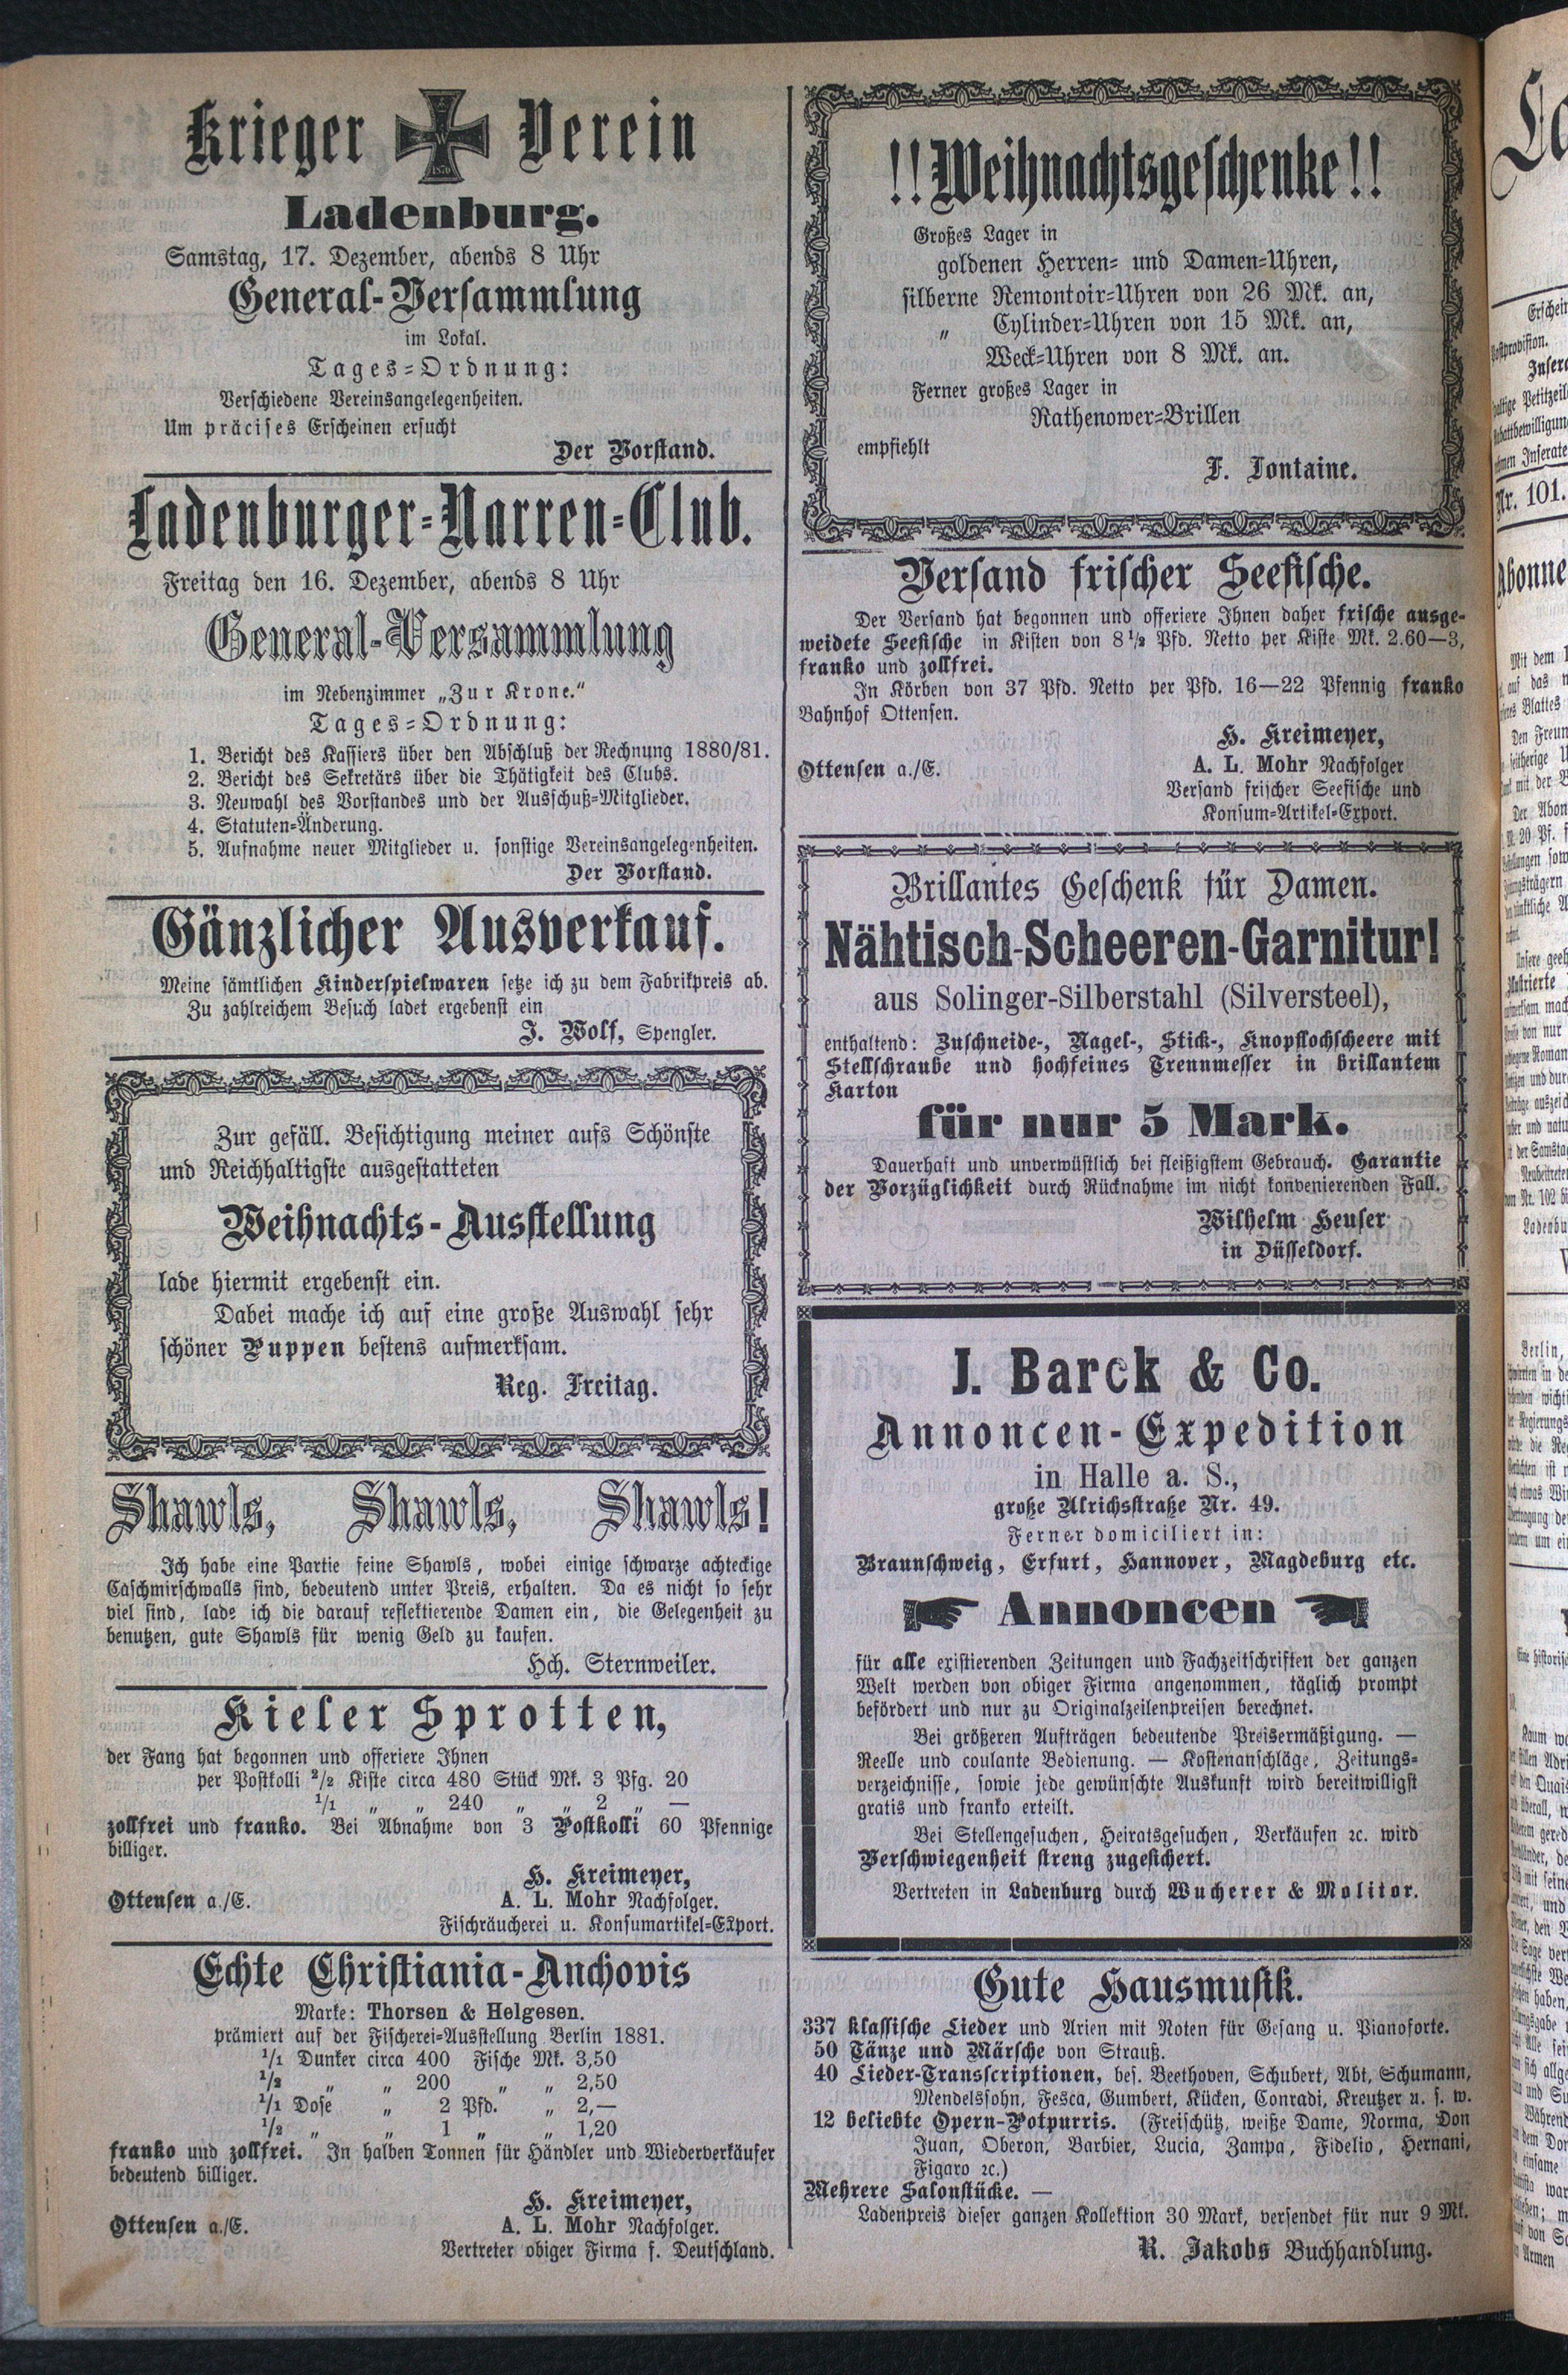 Krieger Verein
1870
Ladenburg.
Samstag, 17. Dezember, abends 8 Uhr
General-Versammlung
im Lokal.
Tages-Ordnung:
Verschiedene Vereinsangelegenheiten.
Um präcises Erscheinen ersucht
Der Vorstand.
Ladenburger-Narren-Club.
Freitag den 16. Dezember, abends 8 Uhr
General-Versammlung
im Nebenzimmer „Zur Krone.“
Tages-Ordnung:
1. Bericht des Kassiers über den Abschluß der Rechnung 1880/81.
2. Bericht des Sekretärs über die Thätigkeit des Clubs.
3. Neuwahl des Vorstandes und der Ausschuß-Mitglieder.
4. Statuten-Änderung.
5. Aufnahme neuer Mitglieder u. sonstige Vereinsangelegenheiten.
Der Vorstand.
Gänzlicher Ausverkauf.
Meine sämtlichen Kinderspielwaren setze ich zu dem Fabrikpreis ab.
Zu zahlreichem Besuch ladet ergebenst ein
J. Wolf, Spengler.
Zur gefäll. Besichtigung meiner aufs Schönste
und Reichhaltigste ausgestatteten
Weihnachts-Ausstellung
lade hiermit ergebenst ein.
Dabei mache ich auf eine große Auswahl sehr
schöner Puppen bestens aufmerksam.
Reg. Freitag.
Shawls, Shawls, Shawls!
Ich habe eine Partie feine Shawls, wobei einige schwarze achteckige
Caschmirschwalls sind, bedeutend unter Preis, erhalten. Da es nicht so sehr
viel sind, lade ich die darauf reflektierende Damen ein, die Gelegenheit zu
benutzen, gute Shawls für wenig Geld zu kaufen.
Hch. Sternweiler.
Kieler Sprotten,
der Fang hat begonnen und offeriere Ihnen
per Postkolli 2/2 Kiste circa 480 Stück Mk. 3 Pfg. 20
1/1 „ „ 240 „ „ 2 „ —
zollfrei und franko. Bei Abnahme von 3 Postkolli 60 Pfennige
billiger.
H. Kreimeyer,
Ottensen a./E. A. L. Mohr Nachfolger.
Fischräucherei u. Konsumartikel-Export.
Echte Christiania-Anchovis
Marke: Thorsen & Helgesen.
prämiert auf der Fischerei-Ausstellung Berlin 1881.
1/1 Dunker circa 400 Fische Mk. 3,50
1/2 „ „ 200 „ „ 2,50
1/1 Dose „ 2 Pfd. „ 2,—
1/2 „ „ 1 „ „ 1,20
franko und zollfrei. In halben Tonnen für Händler und Wiederverkäufer
bedeutend billiger.
H. Kreimeyer,
Ottensen a./E. A. L. Mohr Nachfolger.
Vertreter obiger Firma f. Deutschland.
!!Weihnachtsgeschenke!!
Großes Lager in
goldenen Herren- und Damen-Uhren,
silberne Remontoir-Uhren von 26 Mk. an,
„ Cylinder-Uhren von 15 Mk. an,
Weck-Uhren von 8 Mk. an.
Ferner großes Lager in
Rathenower-Brillen
empfiehlt
F. Fontaine.
Versand frischer Seefische.
Der Versand hat begonnen und offeriere Ihnen daher frische ausge-
weidete Seefische in Kisten von 8 1/2 Pfd. Netto per Kiste Mk. 2.60—3,
franko und zollfrei.
In Körben von 37 Pfd. Netto per Pfd. 16—22 Pfennig franko
Bahnhof Ottensen.
H. Kreimeyer,
Ottensen a./E. A. L. Mohr Nachfolger
Versand frischer Seefische und
Konsum-Artikel-Export.
Brillantes Geschenk für Damen.
Nähtisch-Scheeren-Garnitur!
aus Solinger-Silberstahl (Silversteel),
enthaltend: Zuschneide-, Nagel-, Stick-, Knopflochscheere mit
Stellschraube und hochfeines Trennmesser in brillantem
Karton
für nur 5 Mark.
Dauerhaft und unverwüstlich bei fleißigstem Gebrauch. Garantie
der Vorzüglichkeit durch Rücknahme im nicht konvenierenden Fall.
Wilhelm Heuser
in Düsseldorf.
J. Barck & Co.
Annoncen-Expedition
in Halle a. S.,
große Ulrichsstraße Nr. 49.
Ferner domiciliert in:
Braunschweig, Erfurt, Hannover, Magdeburg etc.
Annoncen
für alle existierenden Zeitungen und Fachzeitschriften der ganzen
Welt werden von obiger Firma angenommen, täglich prompt
befördert und nur zu Originalzeilenpreisen berechnet.
Bei größeren Aufträgen bedeutende Preisermäßigung. —
Reelle und coulante Bedienung. — Kostenanschläge, Zeitungs-
verzeichnisse, sowie jede gewünschte Auskunft wird bereitwilligst
gratis und franko erteilt.
Bei Stellengesuchen, Heiratsgesuchen, Verkäufen ꝛc. wird
Verschwiegenheit streng zugesichert.
Vertreten in Ladenburg durch Wucherer & Molitor.
Gute Hausmusik.
337 klassische Lieder und Arien mit Noten für Gesang u. Pianoforte.
50 Tänze und Märsche von Strauß.
40 Lieder-Transscriptionen, bes. Beethoven, Schubert, Abt, Schumann,
Mendelssohn, Fesca, Gumbert, Kücken, Conradi, Kreutzer u. s. w.
12 beliebte Opern-Potpurris. (Freischütz, weiße Dame, Norma, Don
Juan, Oberon, Barbier, Lucia, Zampa, Fidelio, Hernani,
Figaro ꝛc.)
Mehrere Salonstücke. —
Ladenpreis dieser ganzen Kollektion 30 Mark, versendet für nur 9 Mk.
R. Jakobs Buchhandlung.
Nr. 101.